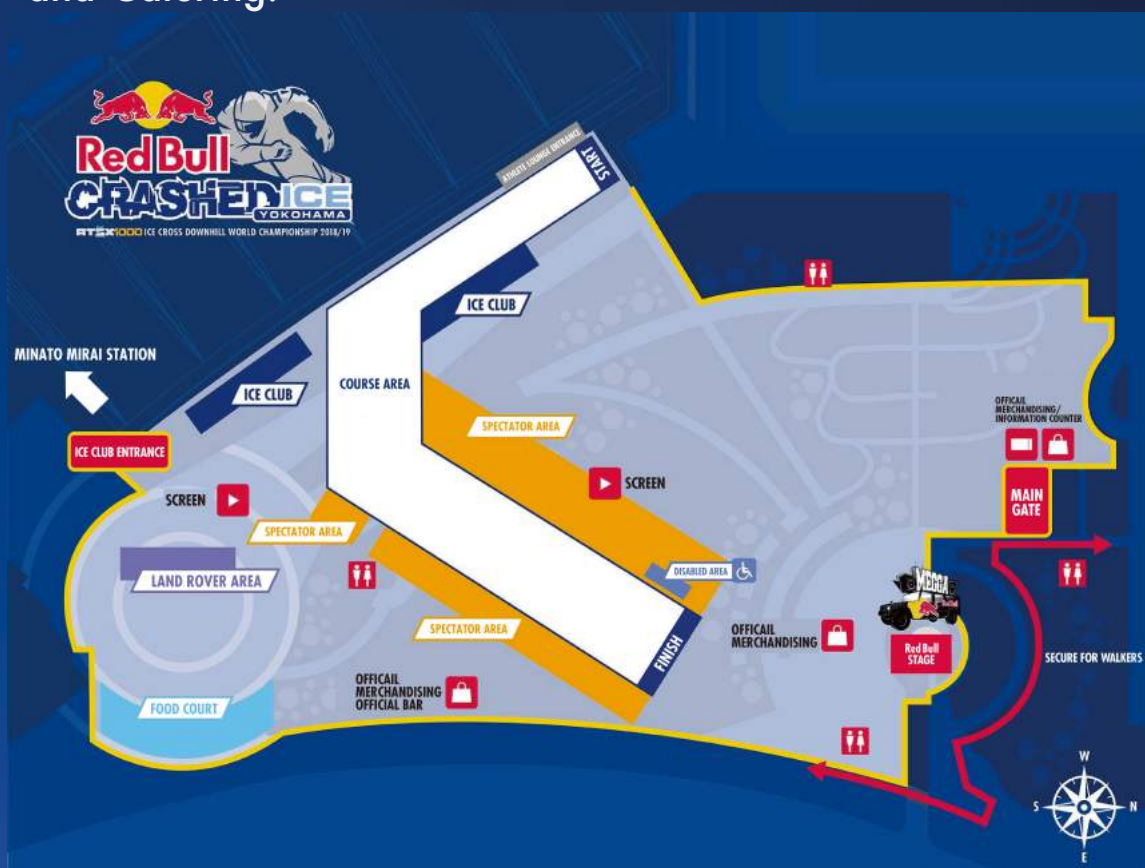 and Catering.
Red Bull
CRASHED ICE
YOKOHAMA
ATSX1000 ICE CROSS DOWNHILL WORLD CHAMPIONSHIP 2018/19
ATHLETE LOUNGE ENTRANCE
START
ICE CLUB
MINATO MIRAI STATION
COURSE AREA
ICE CLUB
OFFICAIL
MERCHANDISING/
INFORMATION COUNTER
SPECTATOR AREA
ICE CLUB ENTRANCE
SCREEN
SCREEN
MAIN
GATE
SPECTATOR AREA
LAND ROVER AREA
DISABLED AREA
MEGGA
Red Bull
STAGE
SPECTATOR AREA
OFFICAIL
MERCHANDISING
FINISH
SECURE FOR WALKERS
OFFICAIL
MERCHANDISING
OFFICIAL BAR
FOOD COURT
W
S
N
E